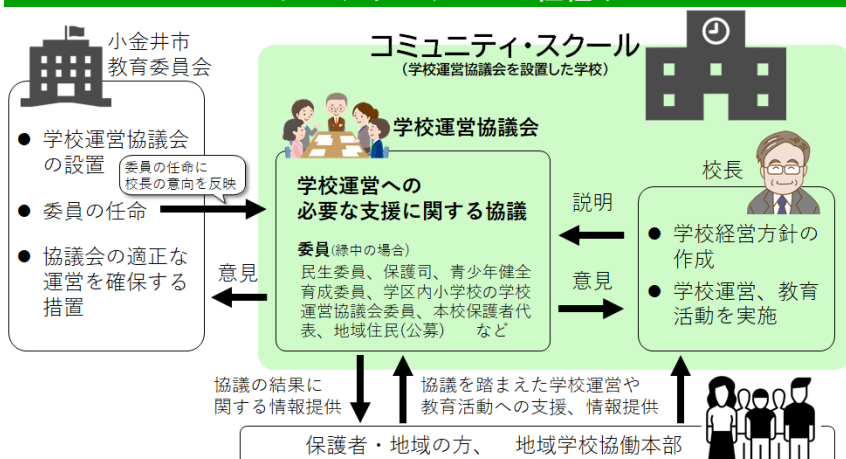 小金井市
教育委員会
● 学校運営協議会
の設置
● 委員の任命
● 協議会の適正な
運営を確保する
措置
委員の任命に
校長の意向を反映
意見
コミュニティ・スクール
(学校運営協議会を設置した学校)
学校運営協議会
学校運営への
必要な支援に関する協議
委員(緑中の場合)
民生委員、保護司、青少年健全
育成委員、学区内小学校の学校
運営協議会委員、本校保護者代
表、地域住民(公募) など
説明
意見
校長
● 学校経営方針の
作成
● 学校運営、教育
活動を実施
協議の結果に
関する情報提供
協議を踏まえた学校運営や
教育活動への支援、情報提供
保護者・地域の方、 地域学校協働本部